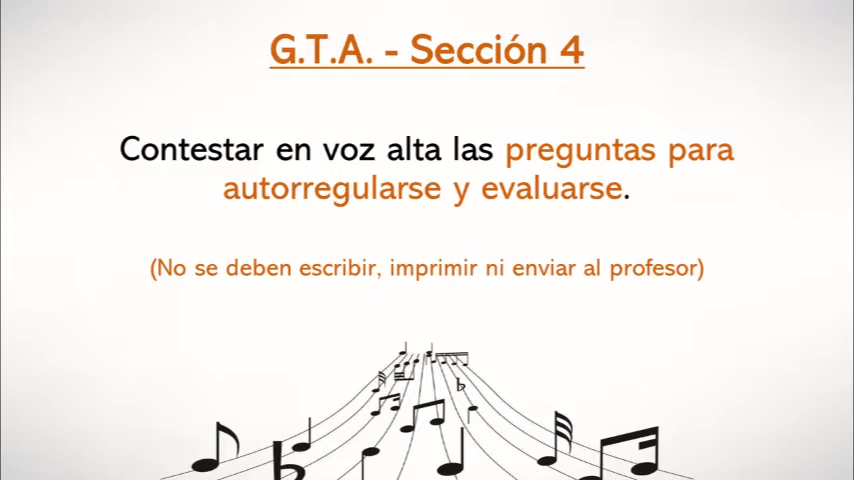 G.T.A. - Sección 4
Contestar en voz alta las preguntas para
autorregularse y evaluarse.
(No se deben escribir, imprimir ni enviar al profesor)